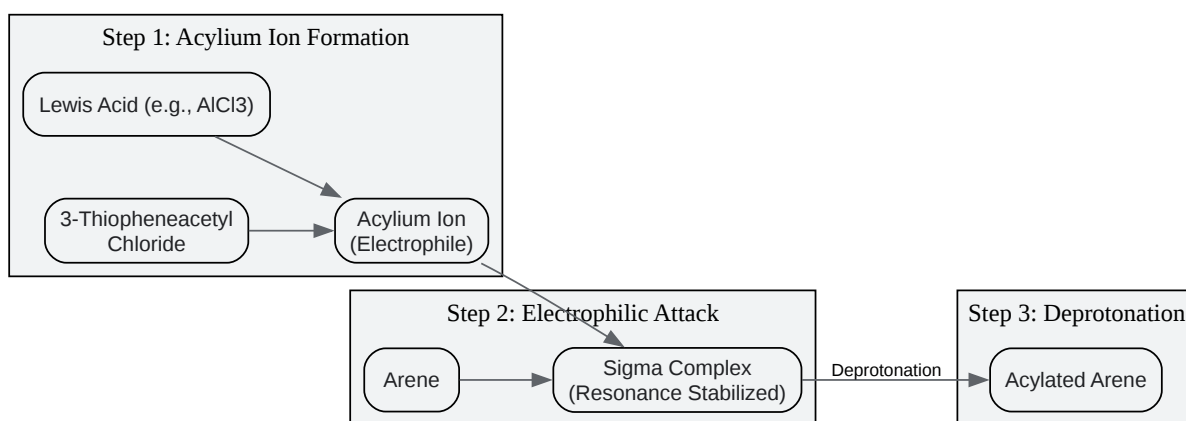 Step 1: Acylium Ion Formation
Lewis Acid (e.g., AlCl3)
3-Thiopheneacetyl
Chloride
Acylium Ion
(Electrophile)
Step 2: Electrophilic Attack
Arene
Sigma Complex
(Resonance Stabilized)
Deprotonation
Step 3: Deprotonation
Acylated Arene